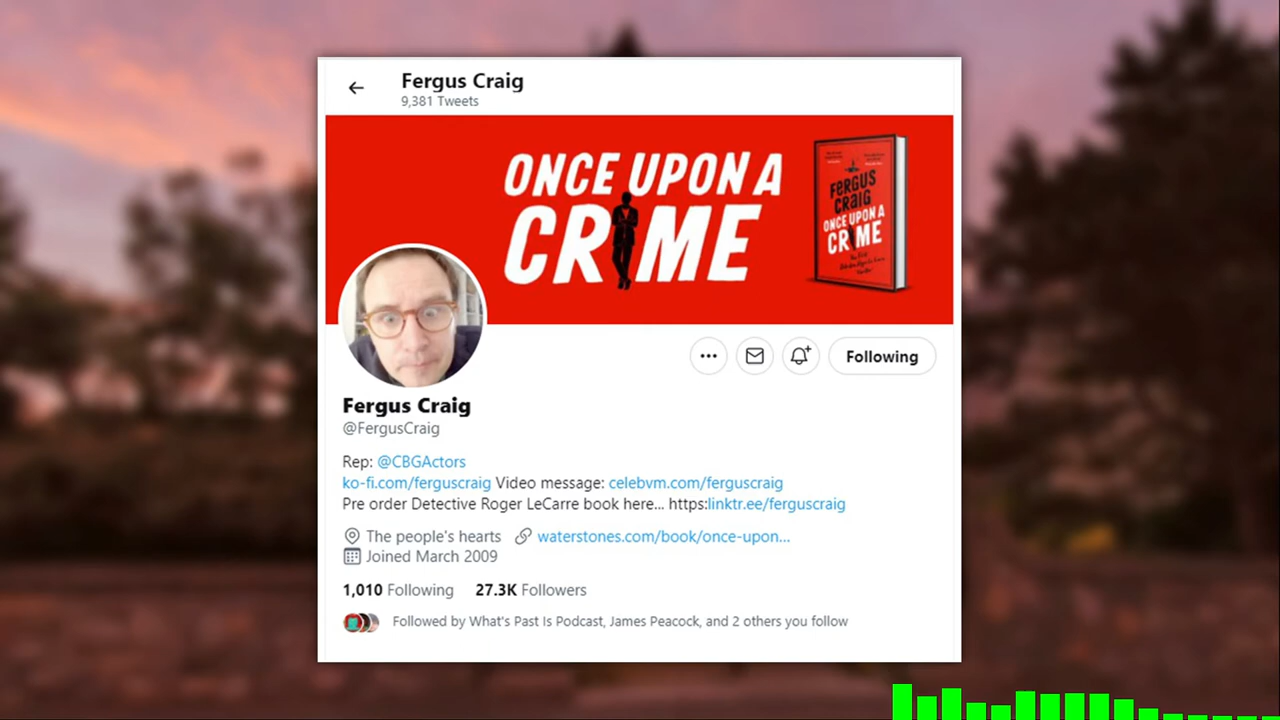 Fergus Craig
9,381 Tweets
ONCE UPON A
CRIME
FERGUS
CRAIG
ONCE UPON A
CRIME
Following
Fergus Craig
@FergusCraig
Rep: @CBGActors
ko-fi.com/ferguscraig Video message: celebvm.com/ferguscraig
Pre order Detective Roger LeCarre book here... https:linktr.ee/ferguscraig
The people's hearts waterstones.com/book/once-upon...
Joined March 2009
1,010 Following 27.3K Followers
Followed by What's Past Is Podcast, James Peacock, and 2 others you follow